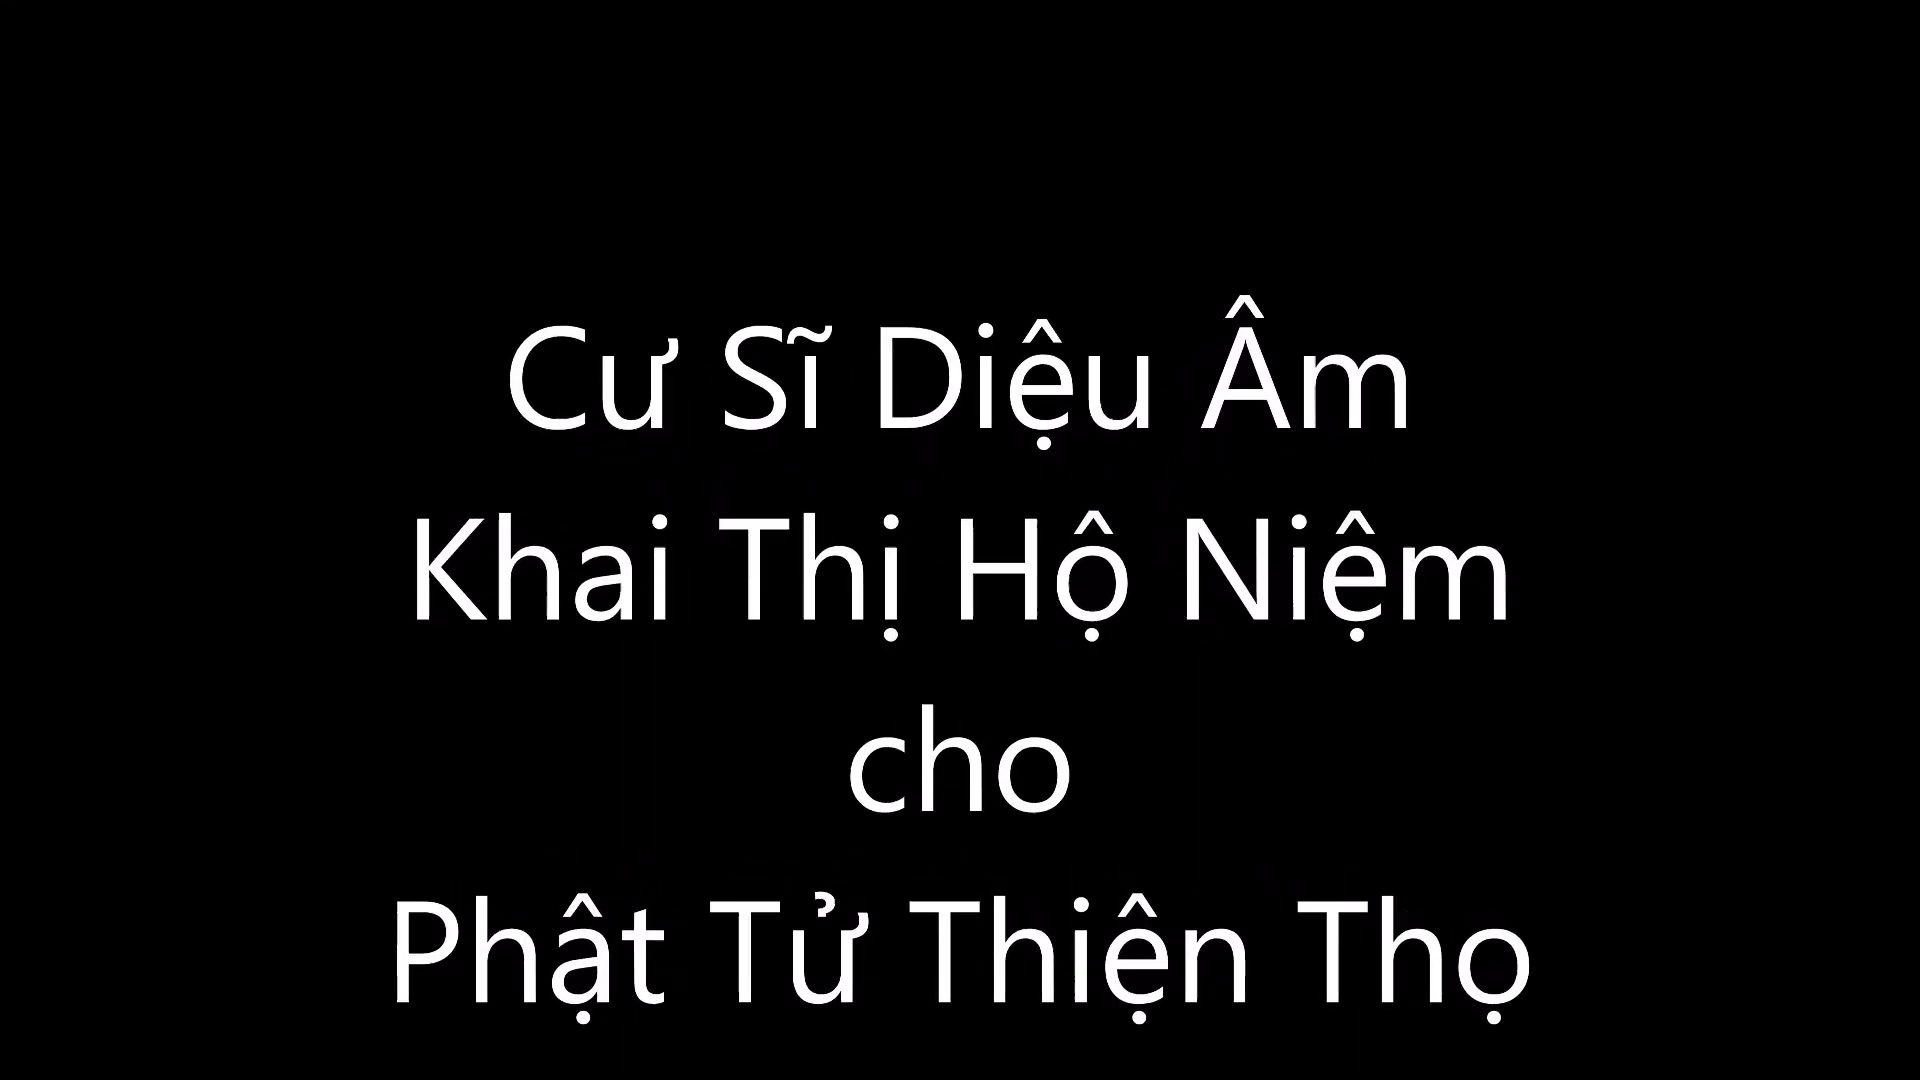 Cư Sĩ Diệu Âm
Khai Thị Hộ Niệm
cho
Phật Tử Thiện Thọ